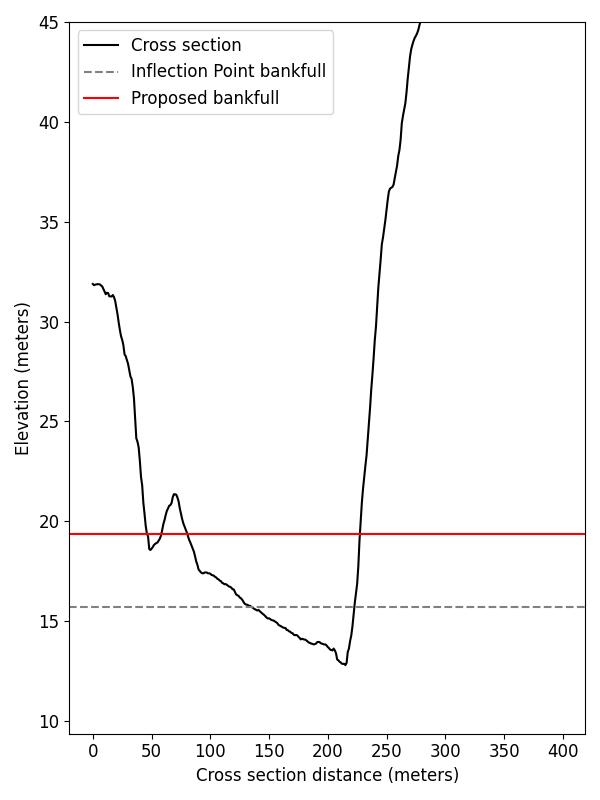 45
40
35
30
25
20
15
10
Elevation (meters)
Cross section
Inflection Point bankfull
Proposed bankfull
0 50 100 150 200 250 300 350 400
Cross section distance (meters)